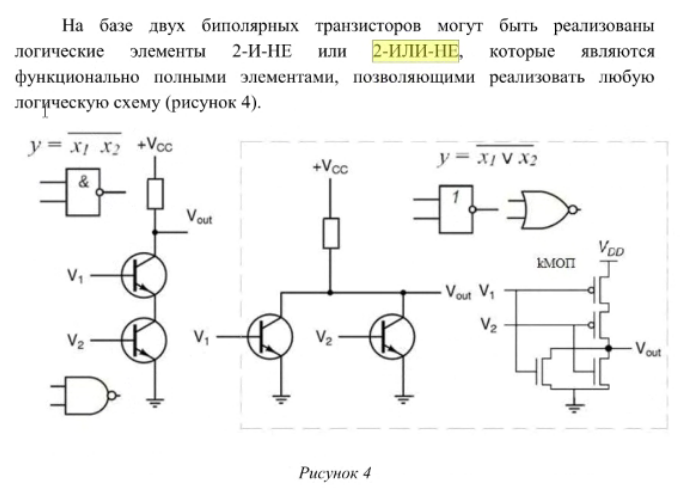 На базе двух биполярных транзисторов могут быть реализованы
логические элементы 2-И-НЕ или 2-ИЛИ-НЕ, которые являются
функционально полными элементами, позволяющими реализовать любую
логическую схему (рисунок 4).
y = x₁ x₂ +Vcc
&
Vout
V₁
V₂
+Vcc
y = x₁ ∨ x₂
1
кМОП
VDD
Vout V₁
V₂
V₁
V₂
Vout
Рисунок 4